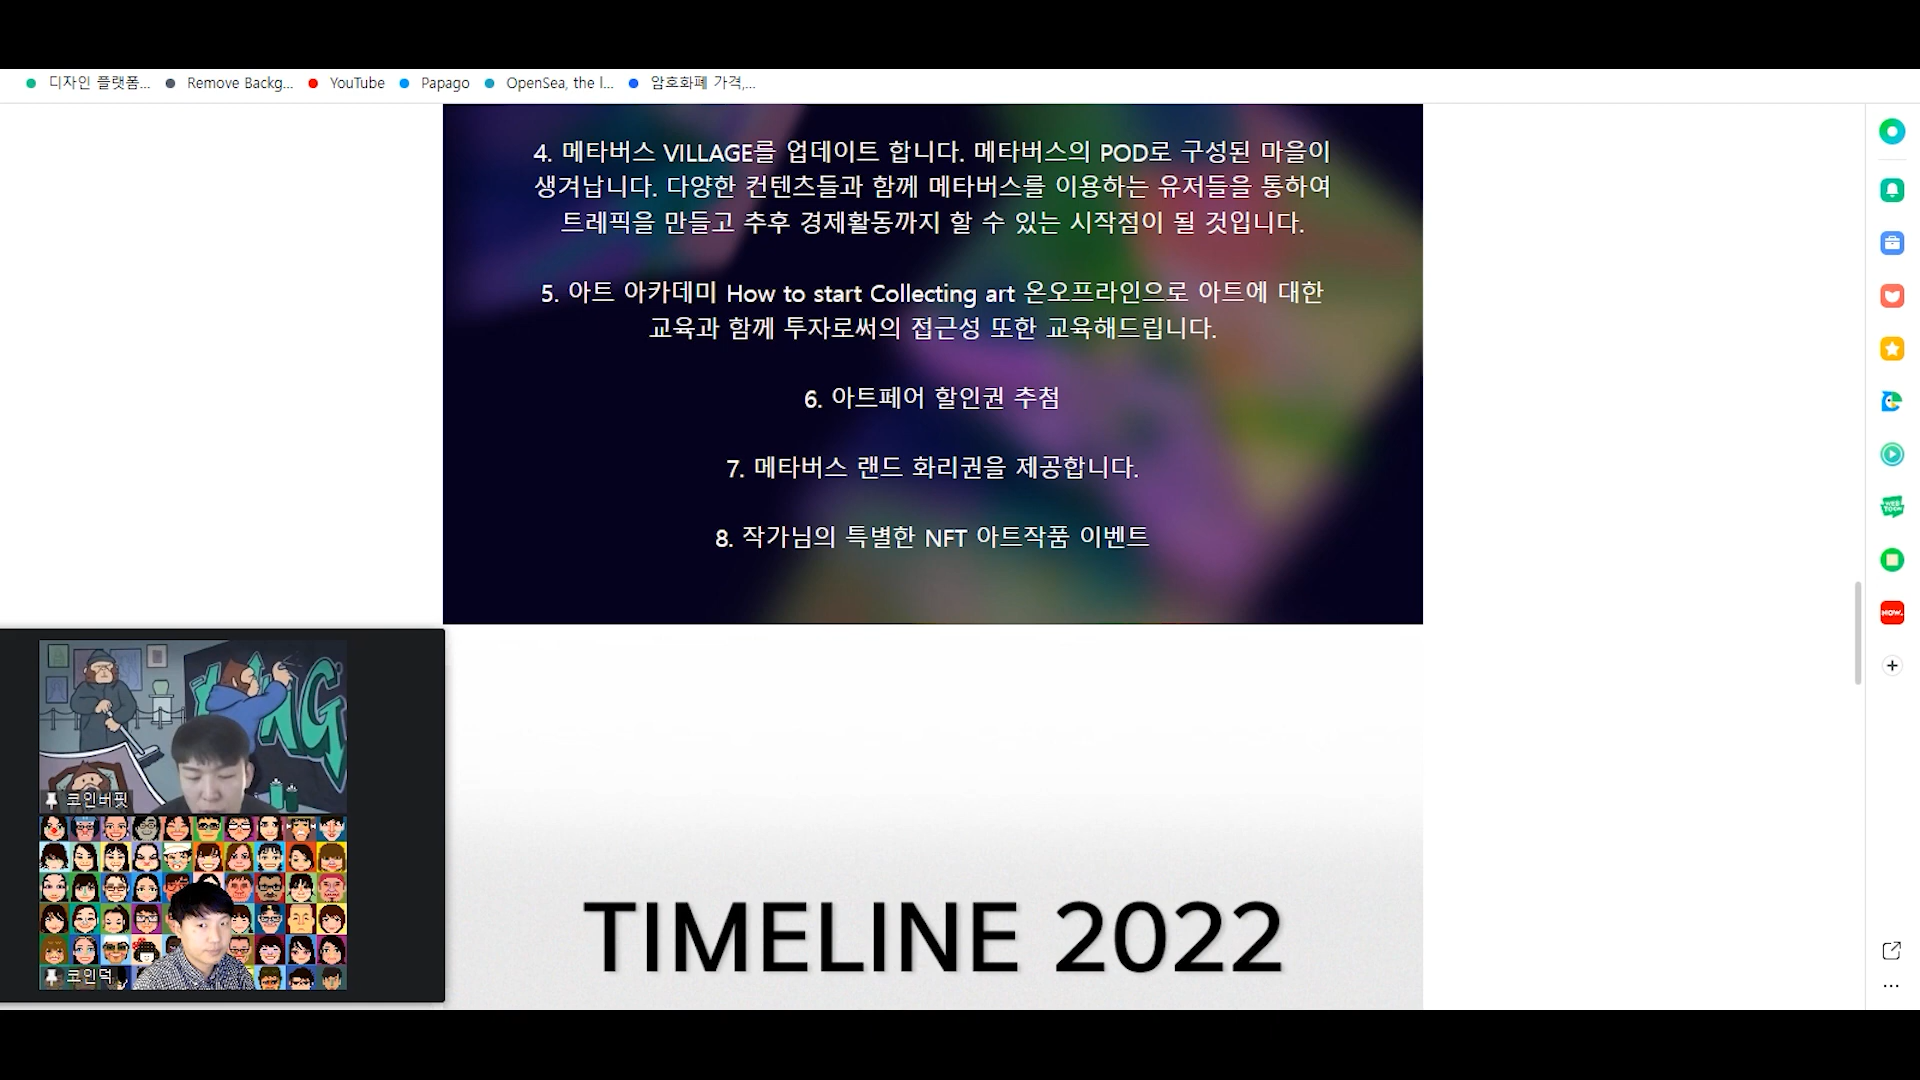 디자인 플랫폼...
Remove Backg...
YouTube
Papago
OpenSea, the l...
암호화폐 가격,...
4. 메타버스 VILLAGE를 업데이트 합니다. 메타버스의 POD로 구성된 마을이
생겨납니다. 다양한 컨텐츠들과 함께 메타버스를 이용하는 유저들을 통하여
트레픽을 만들고 추후 경제활동까지 할 수 있는 시작점이 될 것입니다.
5. 아트 아카데미 How to start Collecting art 온오프라인으로 아트에 대한
교육과 함께 투자로써의 접근성 또한 교육해드립니다.
6. 아트페어 할인권 추첨
7. 메타버스 랜드 화리권을 제공합니다.
8. 작가님의 특별한 NFT 아트작품 이벤트
WEB
TOON
NOW.
코인버핏
코인덕
TIMELINE 2022